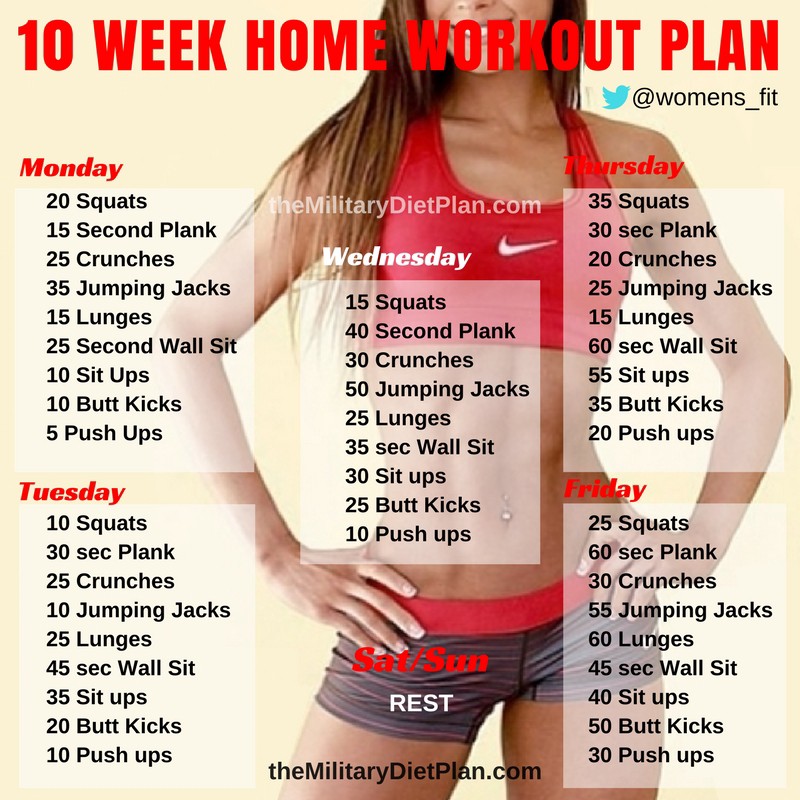 10 WEEK HOME WORKOUT PLAN
@womens_fit
Monday
20 Squats
15 Second Plank
25 Crunches
35 Jumping Jacks
15 Lunges
25 Second Wall Sit
10 Sit Ups
10 Butt Kicks
5 Push Ups
Tuesday
10 Squats
30 sec Plank
25 Crunches
10 Jumping Jacks
25 Lunges
45 sec Wall Sit
35 Sit ups
20 Butt Kicks
10 Push ups
theMilitaryDietPlan.com
Wednesday
15 Squats
40 Second Plank
30 Crunches
50 Jumping Jacks
25 Lunges
35 sec Wall Sit
30 Sit ups
25 Butt Kicks
10 Push ups
Sat/Sun
REST
theMilitaryDietPlan.com
Thursday
35 Squats
30 sec Plank
20 Crunches
25 Jumping Jacks
15 Lunges
60 sec Wall Sit
55 Sit ups
35 Butt Kicks
20 Push ups
Friday
25 Squats
60 sec Plank
30 Crunches
55 Jumping Jacks
60 Lunges
45 sec Wall Sit
40 Sit ups
50 Butt Kicks
30 Push ups